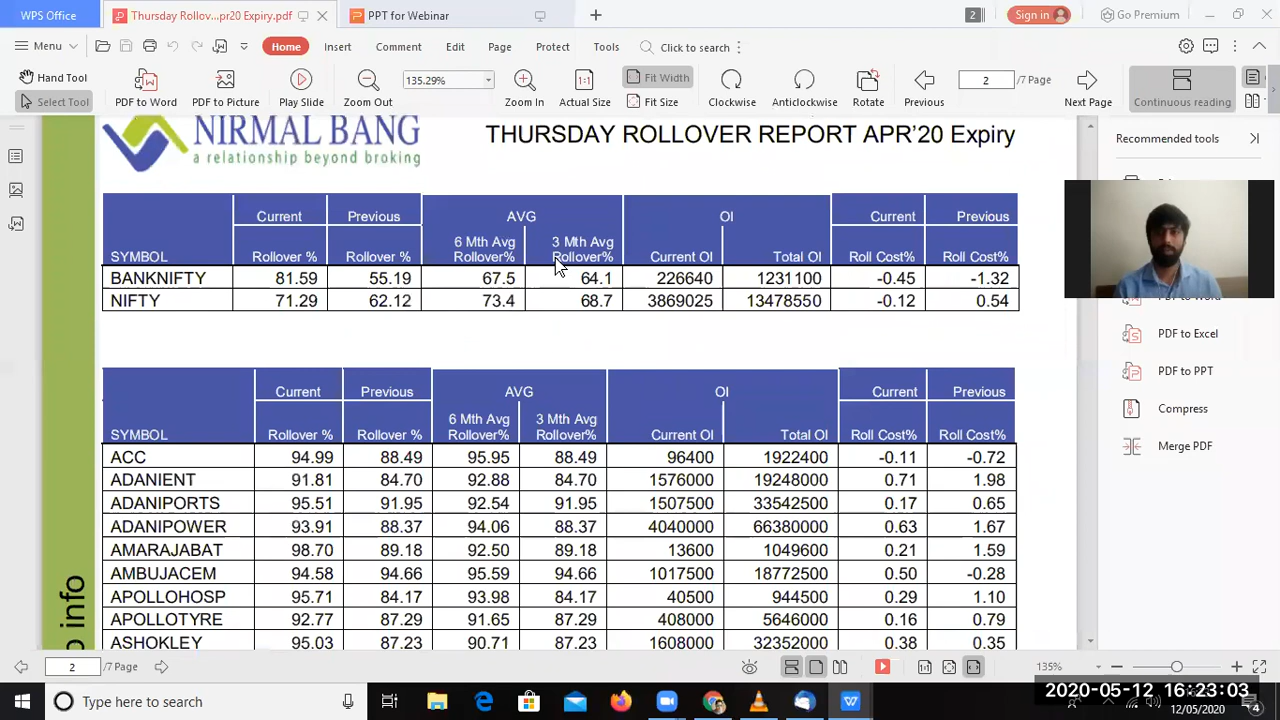 WPS Office
Thursday Rollov...pr20 Expiry.pdf
PPT for Webinar
2
Sign in
Go Premium
Menu
Home
Insert
Comment
Edit
Page
Protect
Tools
Click to search
Hand Tool
Select Tool
PDF to Word
PDF to Picture
Play Slide
Zoom Out
135.29%
Zoom In
Actual Size
Fit Width
Fit Size
Clockwise
Anticlockwise
Rotate
Previous
2
/7 Page
Next Page
Continuous reading
NIRMAL BANG
a relationship beyond broking
THURSDAY ROLLOVER REPORT APR'20 Expiry
Current Previous AVG OI Current Previous
SYMBOL Rollover % Rollover % 6 Mth Avg Rollover% 3 Mth Avg Rollover% Current OI Total OI Roll Cost% Roll Cost%
BANKNIFTY 81.59 55.19 67.5 64.1 226640 1231100 -0.45 -1.32
NIFTY 71.29 62.12 73.4 68.7 3869025 13478550 -0.12 0.54
Current Previous AVG OI Current Previous
SYMBOL Rollover % Rollover % 6 Mth Avg Rollover% 3 Mth Avg Rollover% Current OI Total OI Roll Cost% Roll Cost%
ACC 94.99 88.49 95.95 88.49 96400 1922400 -0.11 -0.72
ADANIENT 91.81 84.70 92.88 84.70 1576000 19248000 0.71 1.98
ADANIPORTS 95.51 91.95 92.54 91.95 1507500 33542500 0.17 0.65
ADANIPOWER 93.91 88.37 94.06 88.37 4040000 66380000 0.63 1.67
AMARAJABAT 98.70 89.18 92.50 89.18 13600 1049600 0.21 1.59
AMBUJACEM 94.58 94.66 95.59 94.66 1017500 18772500 0.50 -0.28
APOLLOHOSP 95.71 84.17 93.98 84.17 40500 944500 0.29 1.10
APOLLOTYRE 92.77 87.29 91.65 87.29 408000 5646000 0.16 0.79
ASHOKLEY 95.03 87.23 90.71 87.23 1608000 32352000 0.38 0.35
info
Recommended tools
PDF to Excel
PDF to PPT
Compress
Merge PDF
2
/7 Page
135%
Type here to search
2020-05-12 16:23:03
12/05/2020
4